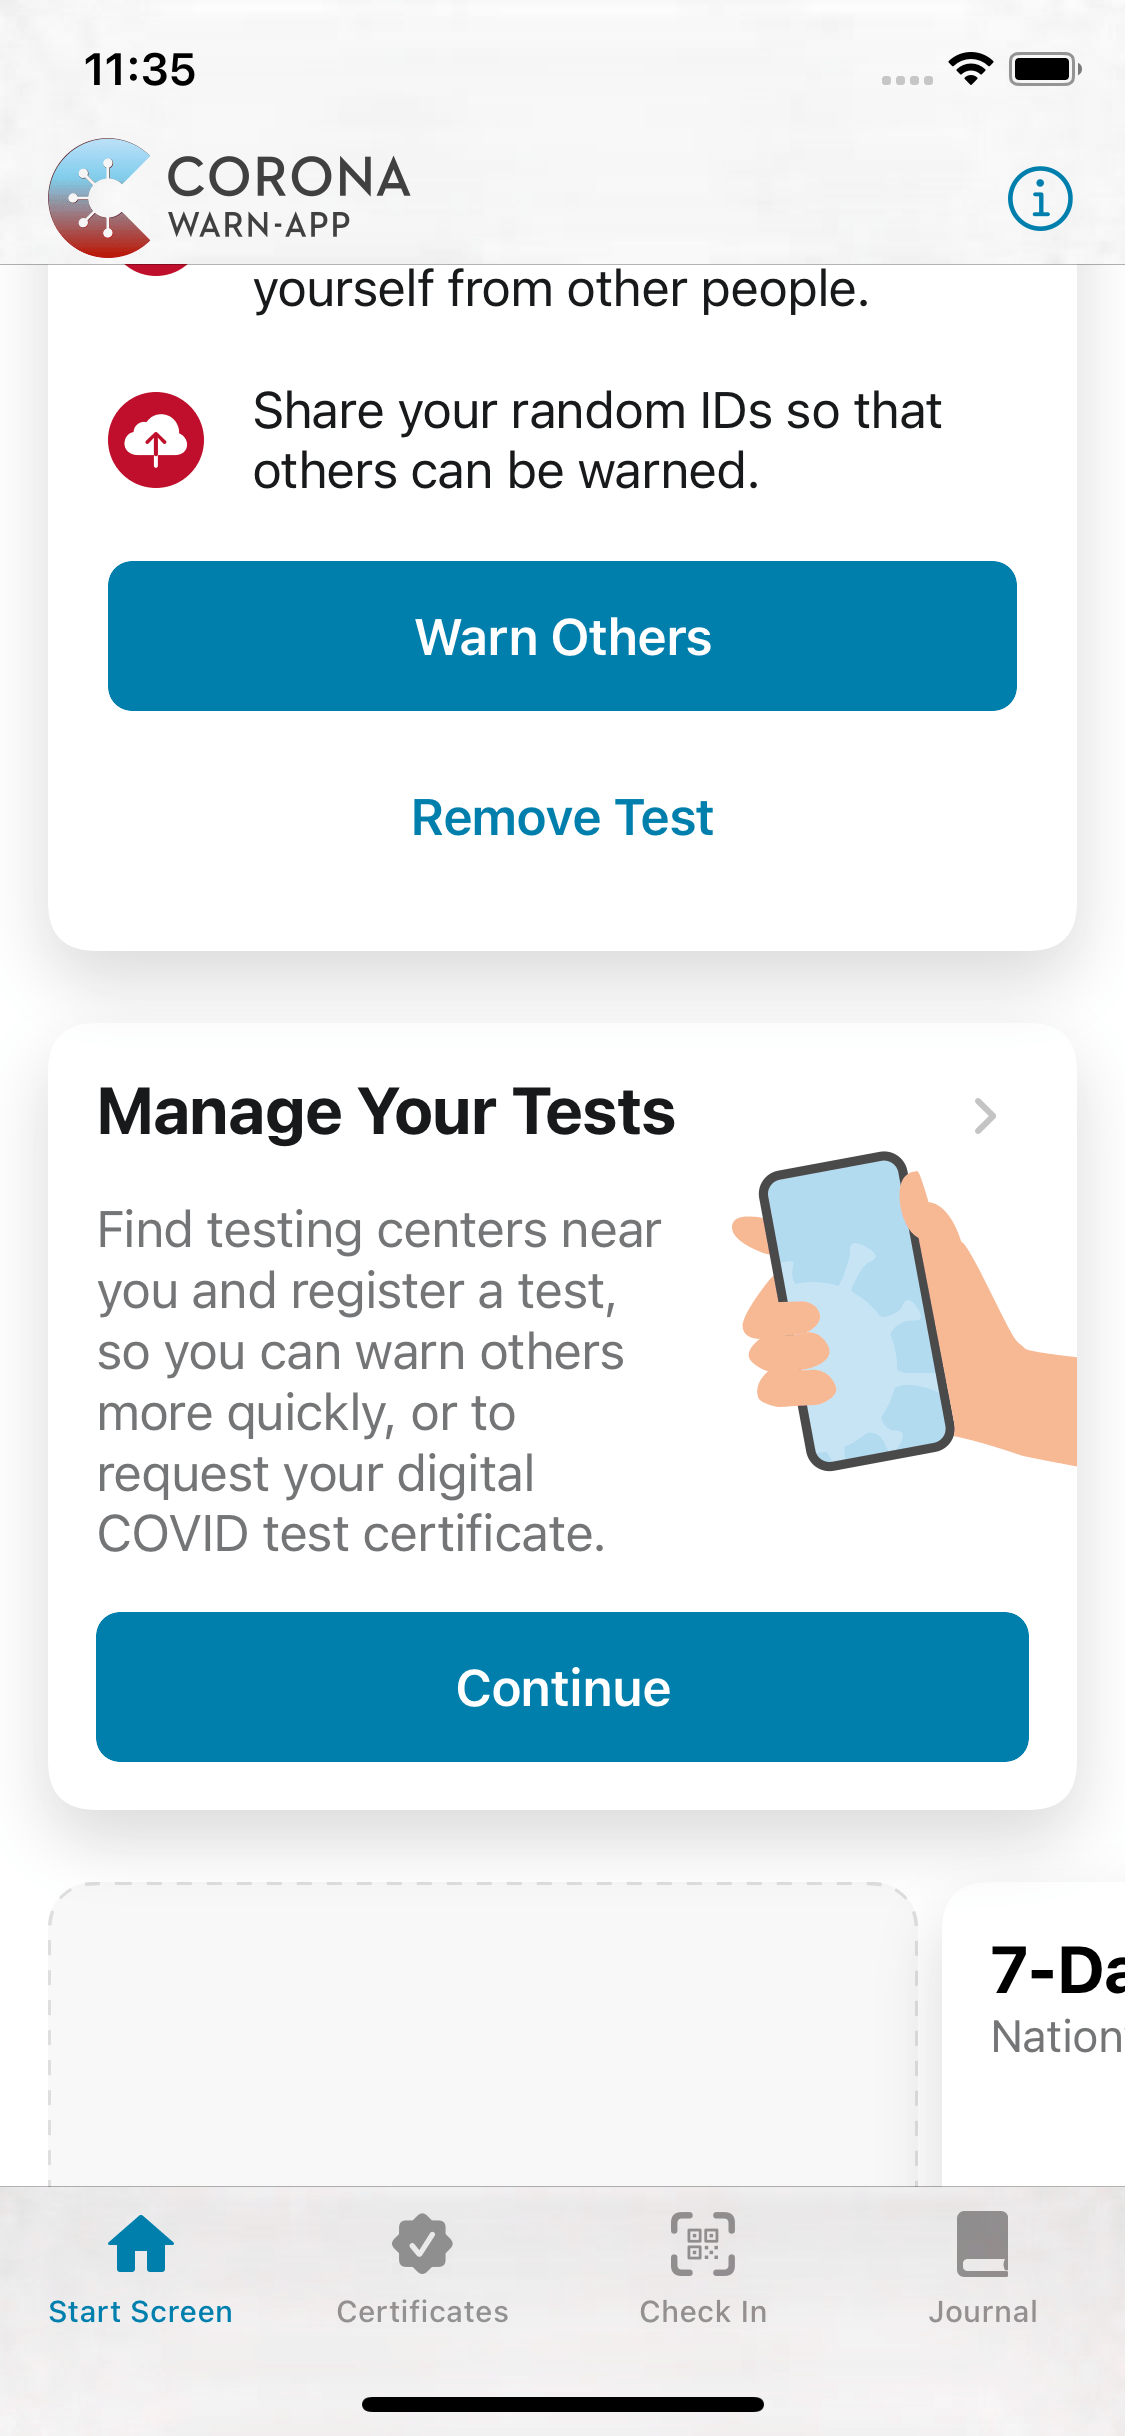 11:35
CORONA
WARN-APP
yourself from other people.
Share your random IDs so that
others can be warned.
Warn Others
Remove Test
Manage Your Tests
Find testing centers near
you and register a test,
so you can warn others
more quickly, or to
request your digital
COVID test certificate.
Continue
7-Da
Nation
Start Screen
Certificates
Check In
Journal